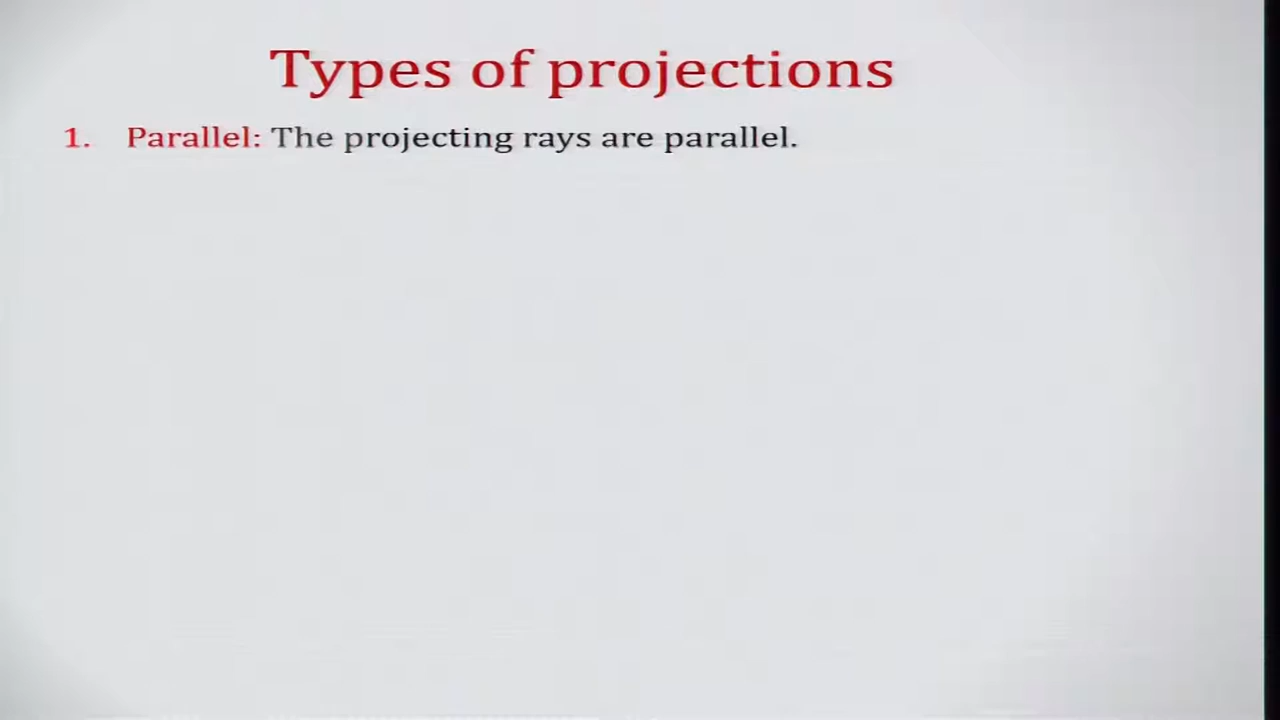 Types of projections
1. Parallel: The projecting rays are parallel.